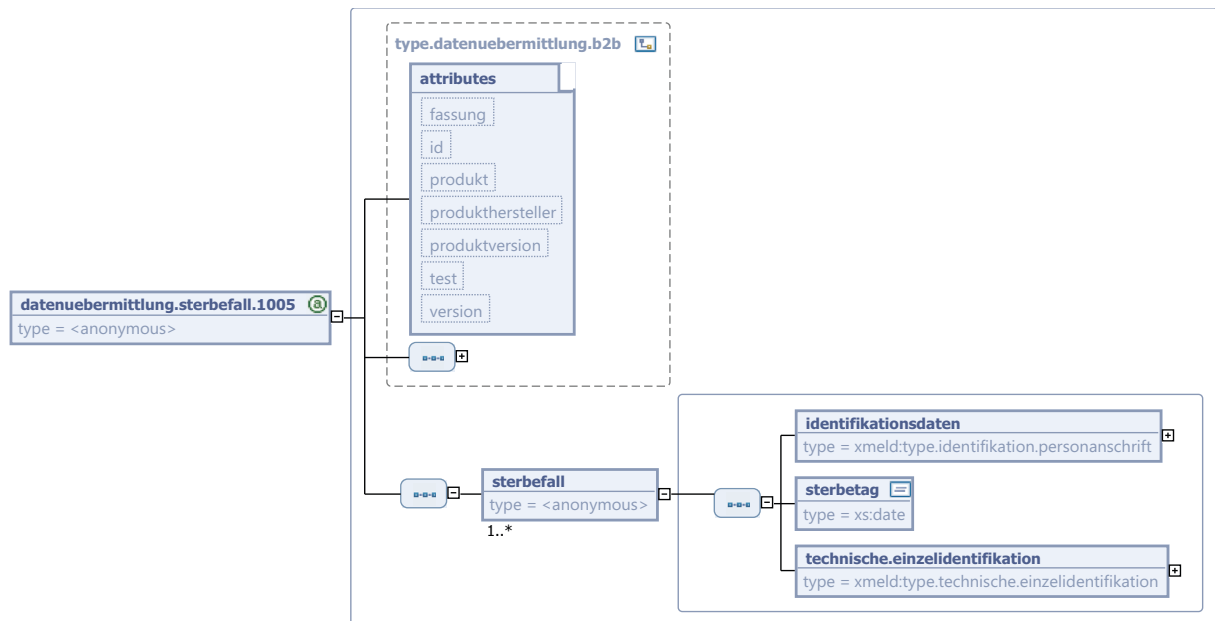 type.datenuebermittlung.b2b
attributes
fassung
id
produkt
produkthersteller
produktversion
test
version
datenuebermittlung.sterbefall.1005 @
type = <anonymous>
sterbefall
type = <anonymous>
1..*
identifikationsdaten
type = xmeld:type.identifikation.personanschrift
sterbetag
type = xs:date
technische.einzelidentifikation
type = xmeld:type.technische.einzelidentifikation